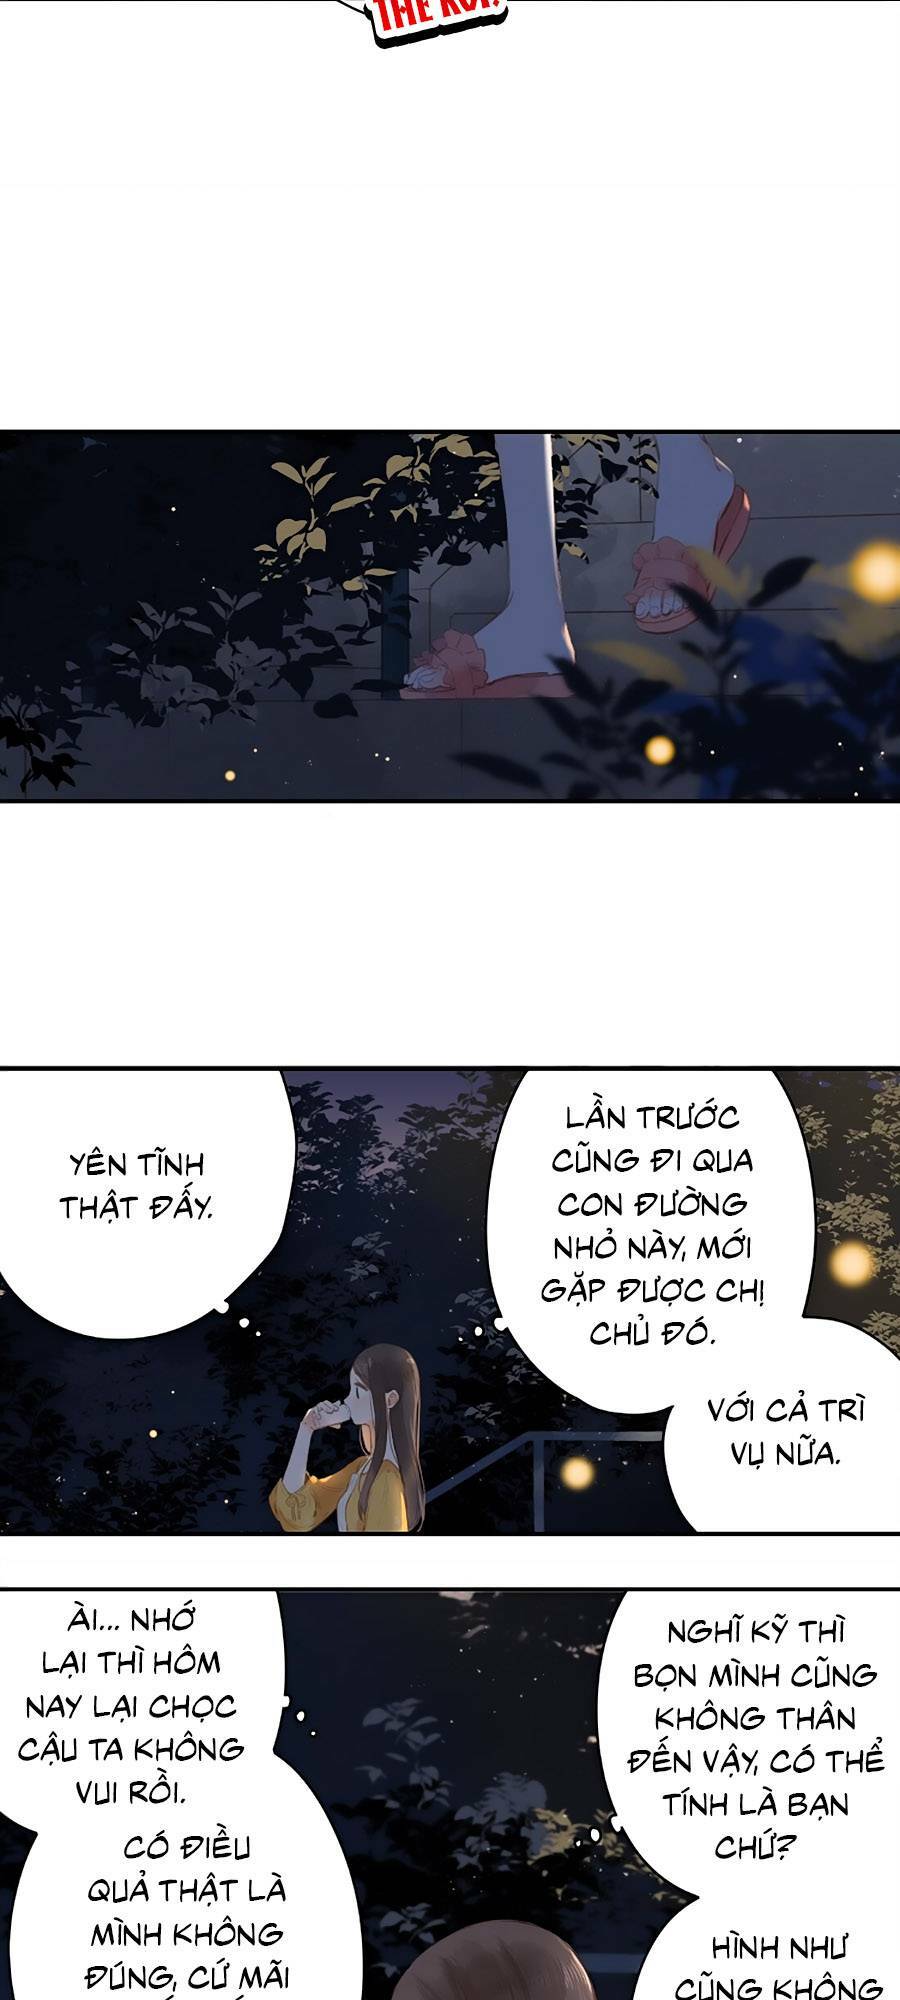 YÊN TĨNH
THẬT ĐẤY.
LẦN TRƯỚC
CŨNG ĐI QUA
CON ĐƯỜNG
NHỎ NÀY, MỚI
GẶP ĐƯỢC CHỊ
CHỦ ĐÓ.
VỚI CẢ TRÌ
VỤ NỮA.
ÀI... NHỚ
LẠI THÌ HÔM
NAY LẠI CHỌC
CẬU TA KHÔNG
VUI RỒI.
CÓ ĐIỀU
QUẢ THẬT LÀ
MÌNH KHÔNG
ĐÚNG, CỨ MÃI
NGHĨ KỸ THÌ
BỌN MÌNH CŨNG
KHÔNG THÂN
ĐẾN VẬY, CÓ THỂ
TÍNH LÀ BẠN
CHỨ?
HÌNH NHƯ
CŨNG KHÔNG